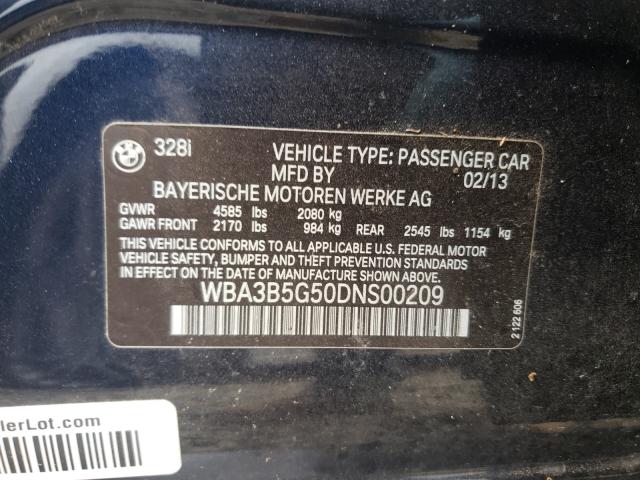 328i VEHICLE TYPE: PASSENGER CAR
MFD BY 02/13
BAYERISCHE MOTOREN WERKE AG
GVWR 4585 lbs 2080 kg
GAWR FRONT 2170 lbs 984 kg REAR 2545 lbs 1154 kg
THIS VEHICLE CONFORMS TO ALL APPLICABLE U.S. FEDERAL MOTOR
VEHICLE SAFETY, BUMPER AND THEFT PREVENTION STANDARDS
IN EFFECT ON THE DATE OF MANUFACTURE SHOWN ABOVE.
WBA3B5G50DNS00209
2 122 606
lerLot.com